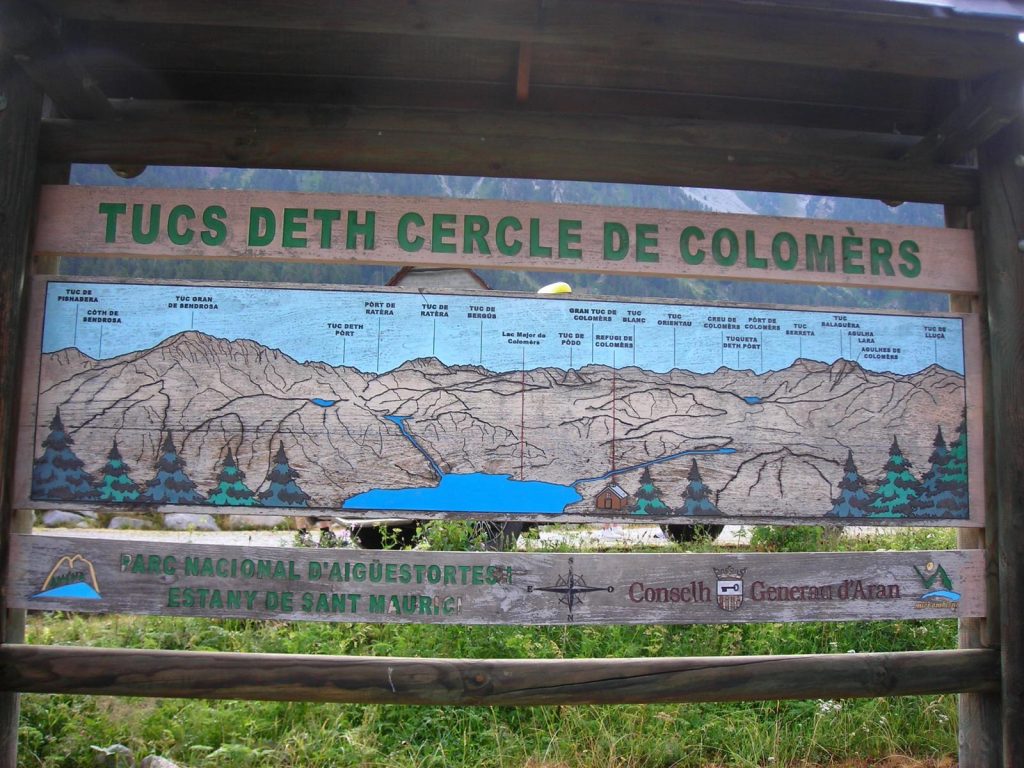 TUCS DETH CERCLE DE COLOMÈRS
TUC DE
PISHADERA
CÒTH DE
SENDROSA
TUC GRAN
DE SENDROSA
TUC DETH
PÒRT
PÒRT DE
RATÈRA
TUC DE
RATÈRA
TUC DE
BERGÚS
Lac Major de
Colomèrs
TUC DE
PÒDO
GRAN TUC DE
COLOMÈRS
REFUGI DE
COLOMÈRS
TUC
BLANC
TUC
ORIENTAU
CREU DE
COLOMÈRS
TUQUETA
DETH PÒRT
PÒRT DE
COLOMÈRS
TUC
SERRETA
TUC
RALAGUÈRA
AGULHA
LARA
AGULHES DE
COLOMÈRS
TUC DE
LLUÇA
PARC NACIONAL D'AIGÜESTORTES I
ESTANY DE SANT MAURICI
S
E
N
Conselh Generau d'Aran